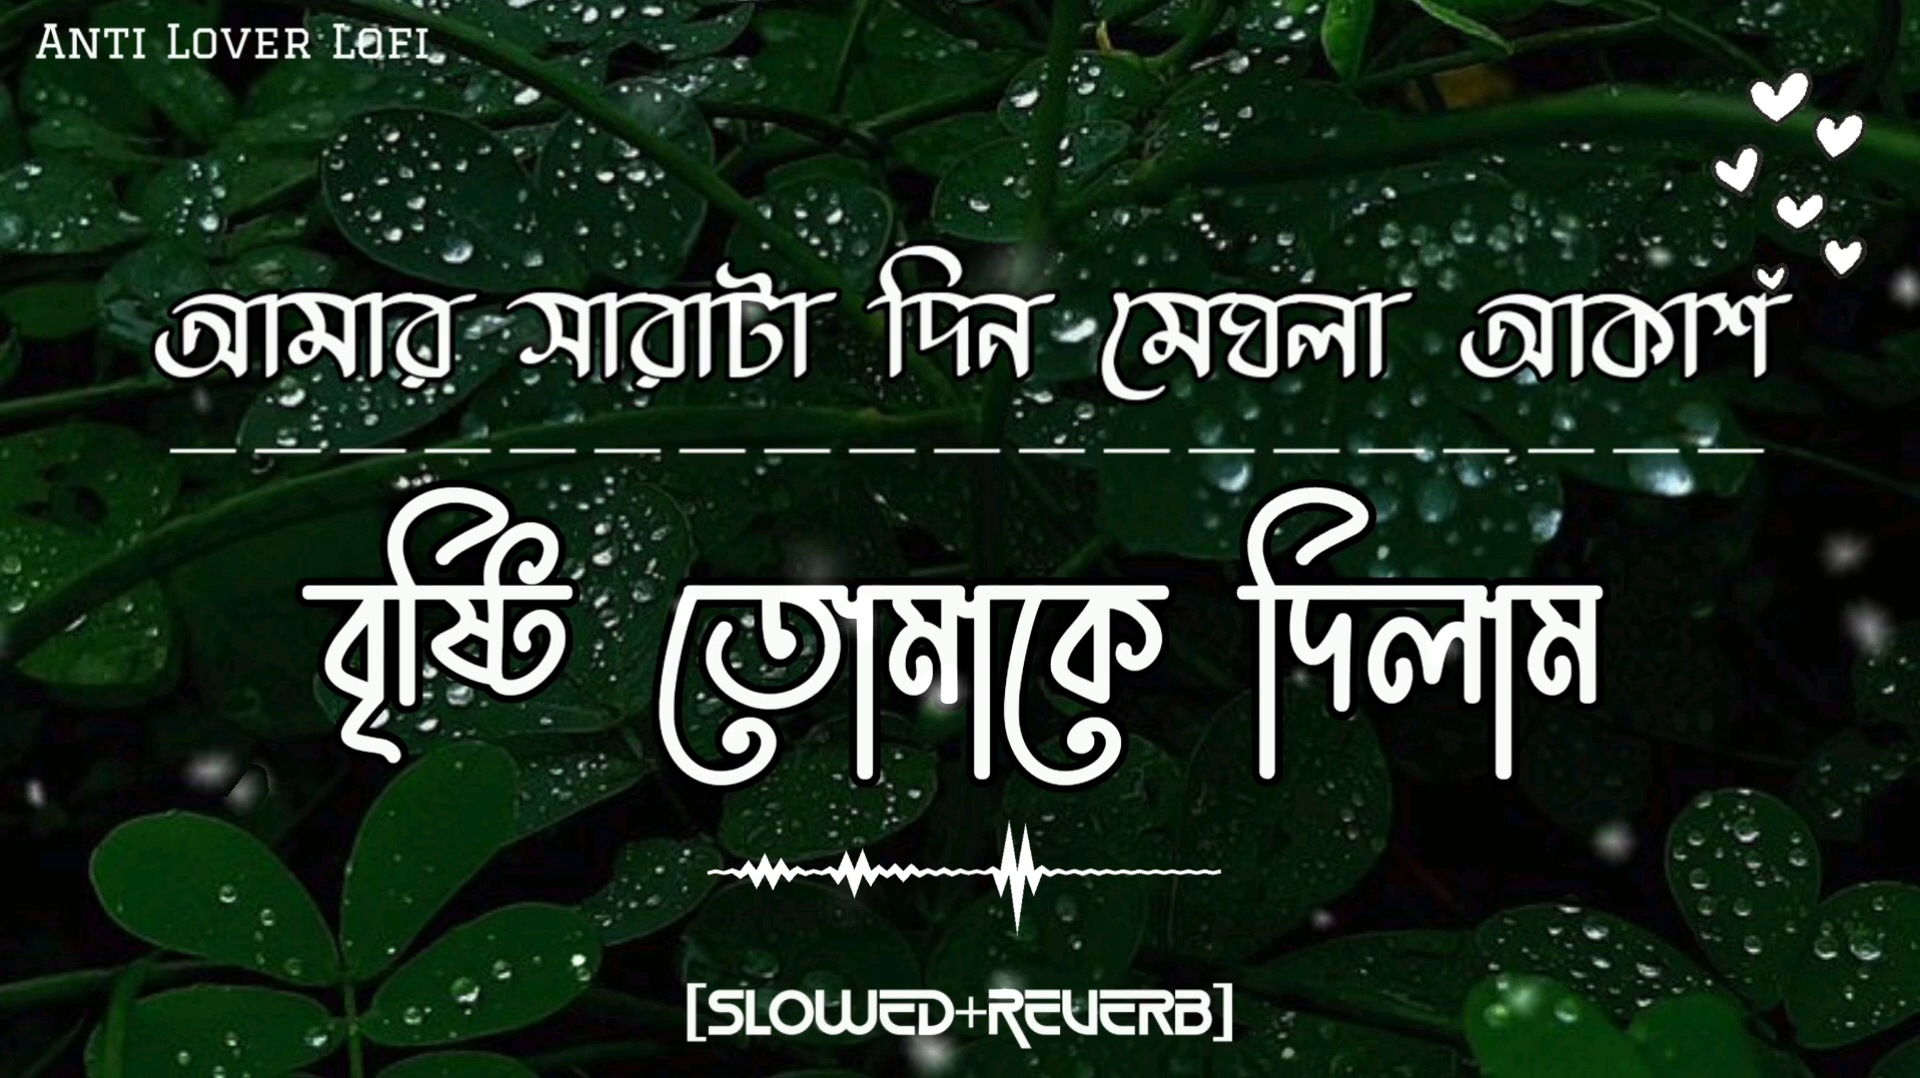 ANTI LOVER LOFI
আমার সারাটা দিন মেঘলা আকাশ
বৃষ্টি তোমাকে দিলাম
[SLOWED+REVERB]